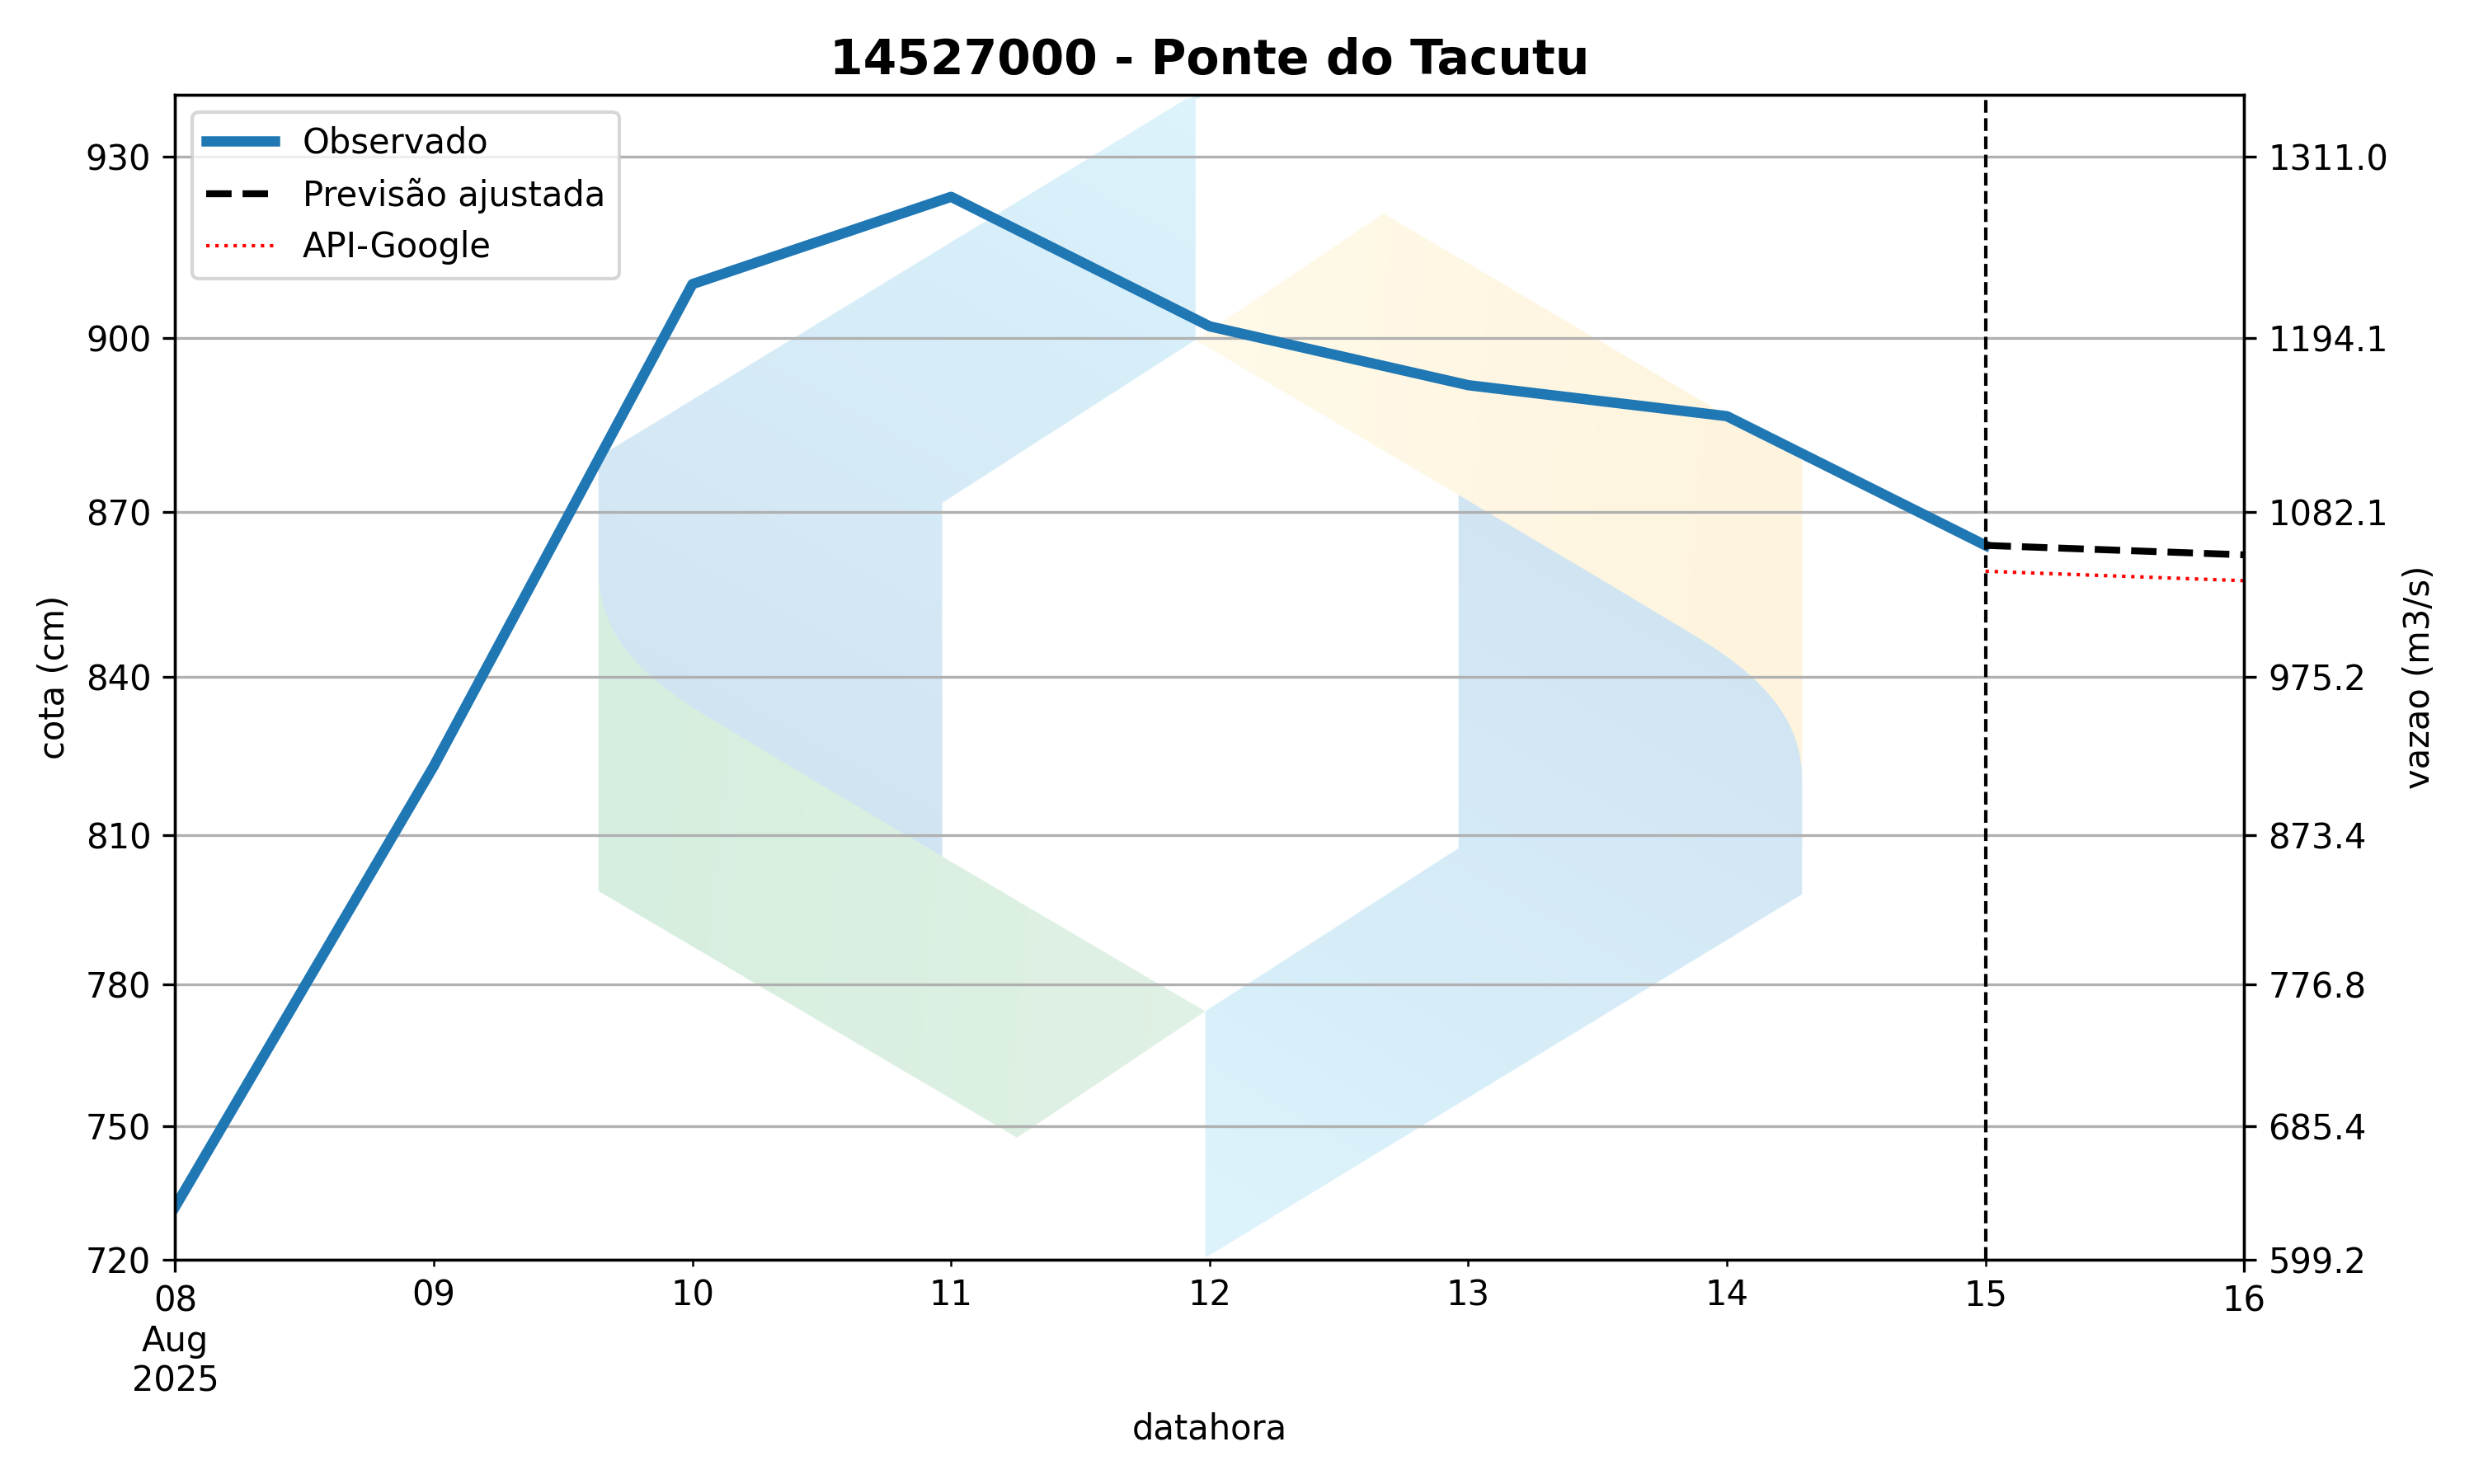 14527000 - Ponte do Tacutu
Observado
Previsão ajustada
API-Google
930
900
870
840
810
780
750
720
cota (cm)
1311.0
1194.1
1082.1
975.2
873.4
776.8
685.4
599.2
vazao (m3/s)
08 09 10 11 12 13 14 15 16
Aug
2025
datahora